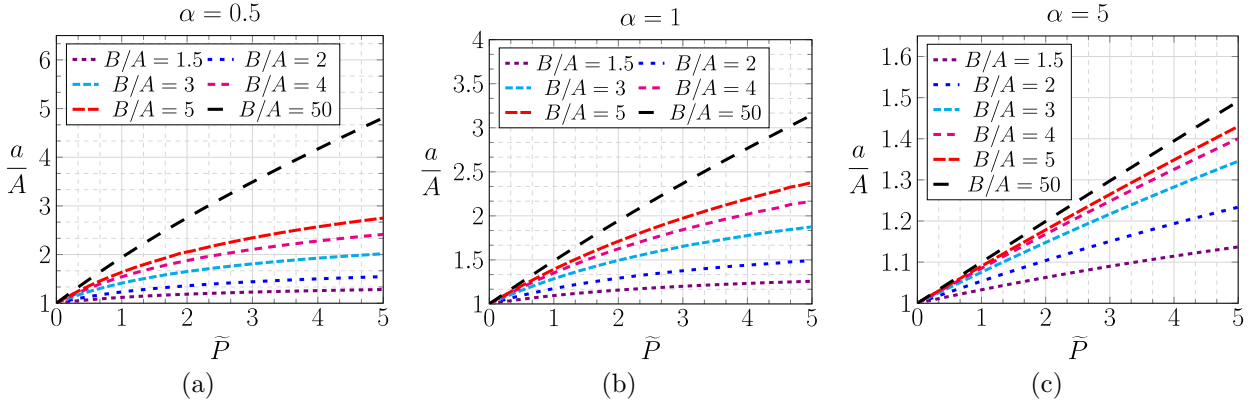 α = 0.5
6
5
4
3
2
1
a/A
B/A = 1.5
B/A = 2
B/A = 3
B/A = 4
B/A = 5
B/A = 50
0 1 2 3 4 5
P̃
(a)
α = 1
4
3.5
3
2.5
2
1.5
1
a/A
B/A = 1.5
B/A = 2
B/A = 3
B/A = 4
B/A = 5
B/A = 50
0 1 2 3 4 5
P̃
(b)
α = 5
1.6
1.5
1.4
1.3
1.2
1.1
1
a/A
B/A = 1.5
B/A = 2
B/A = 3
B/A = 4
B/A = 5
B/A = 50
0 1 2 3 4 5
P̃
(c)